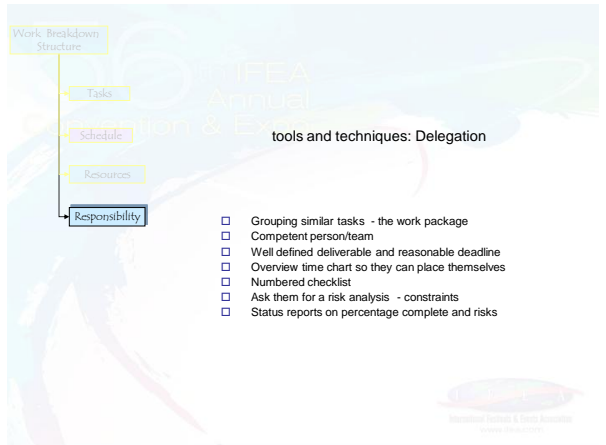 Work Breakdown
Structure
Tasks
Schedule
Resources
Responsibility
th IFEA
Annual
Convention & Expo
tools and techniques: Delegation
Grouping similar tasks - the work package
Competent person/team
Well defined deliverable and reasonable deadline
Overview time chart so they can place themselves
Numbered checklist
Ask them for a risk analysis - constraints
Status reports on percentage complete and risks
I F E A
International Festivals & Events Association